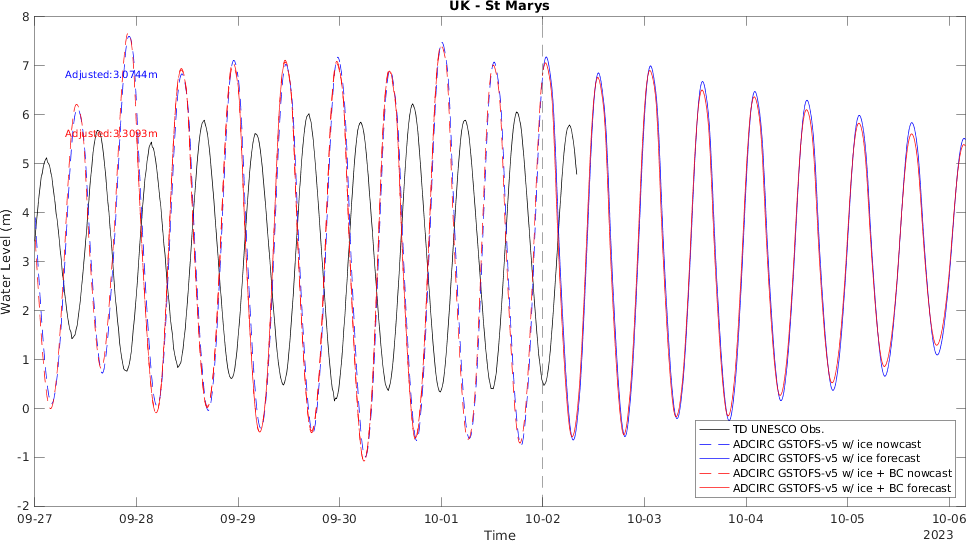 UK - St Marys
8
7
6
5
4
3
2
1
0
-1
-2
Water Level (m)
Adjusted:3.0744m
Adjusted:3.3093m
TD UNESCO Obs.
ADCIRC GSTOFS-v5 w/ ice nowcast
ADCIRC GSTOFS-v5 w/ ice forecast
ADCIRC GSTOFS-v5 w/ ice + BC nowcast
ADCIRC GSTOFS-v5 w/ ice + BC forecast
09-27 09-28 09-29 09-30 10-01 10-02 10-03 10-04 10-05 10-06
Time
2023